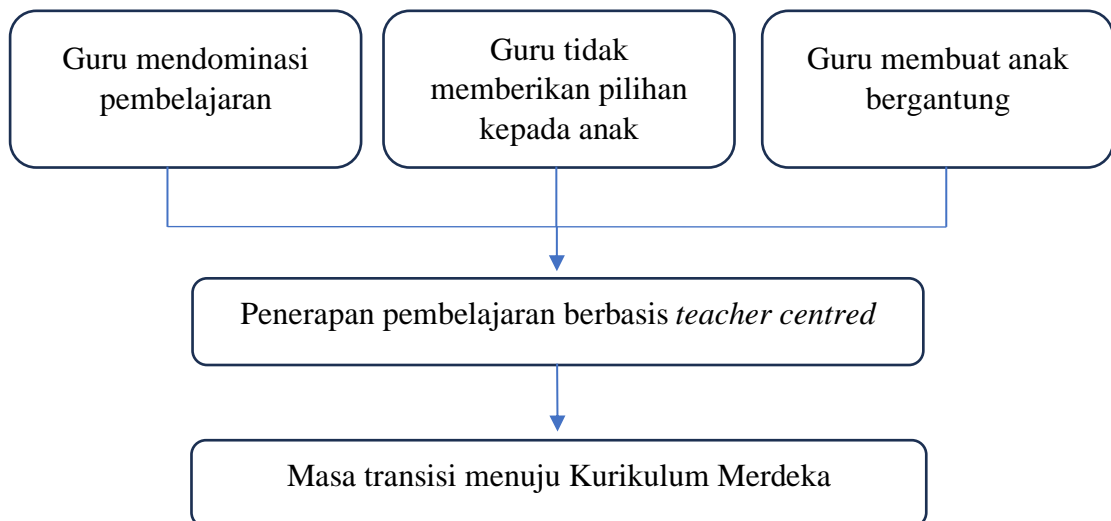 Guru mendominasi
pembelajaran
Guru tidak
memberikan pilihan
kepada anak
Guru membuat anak
bergantung
Penerapan pembelajaran berbasis teacher centred
Masa transisi menuju Kurikulum Merdeka